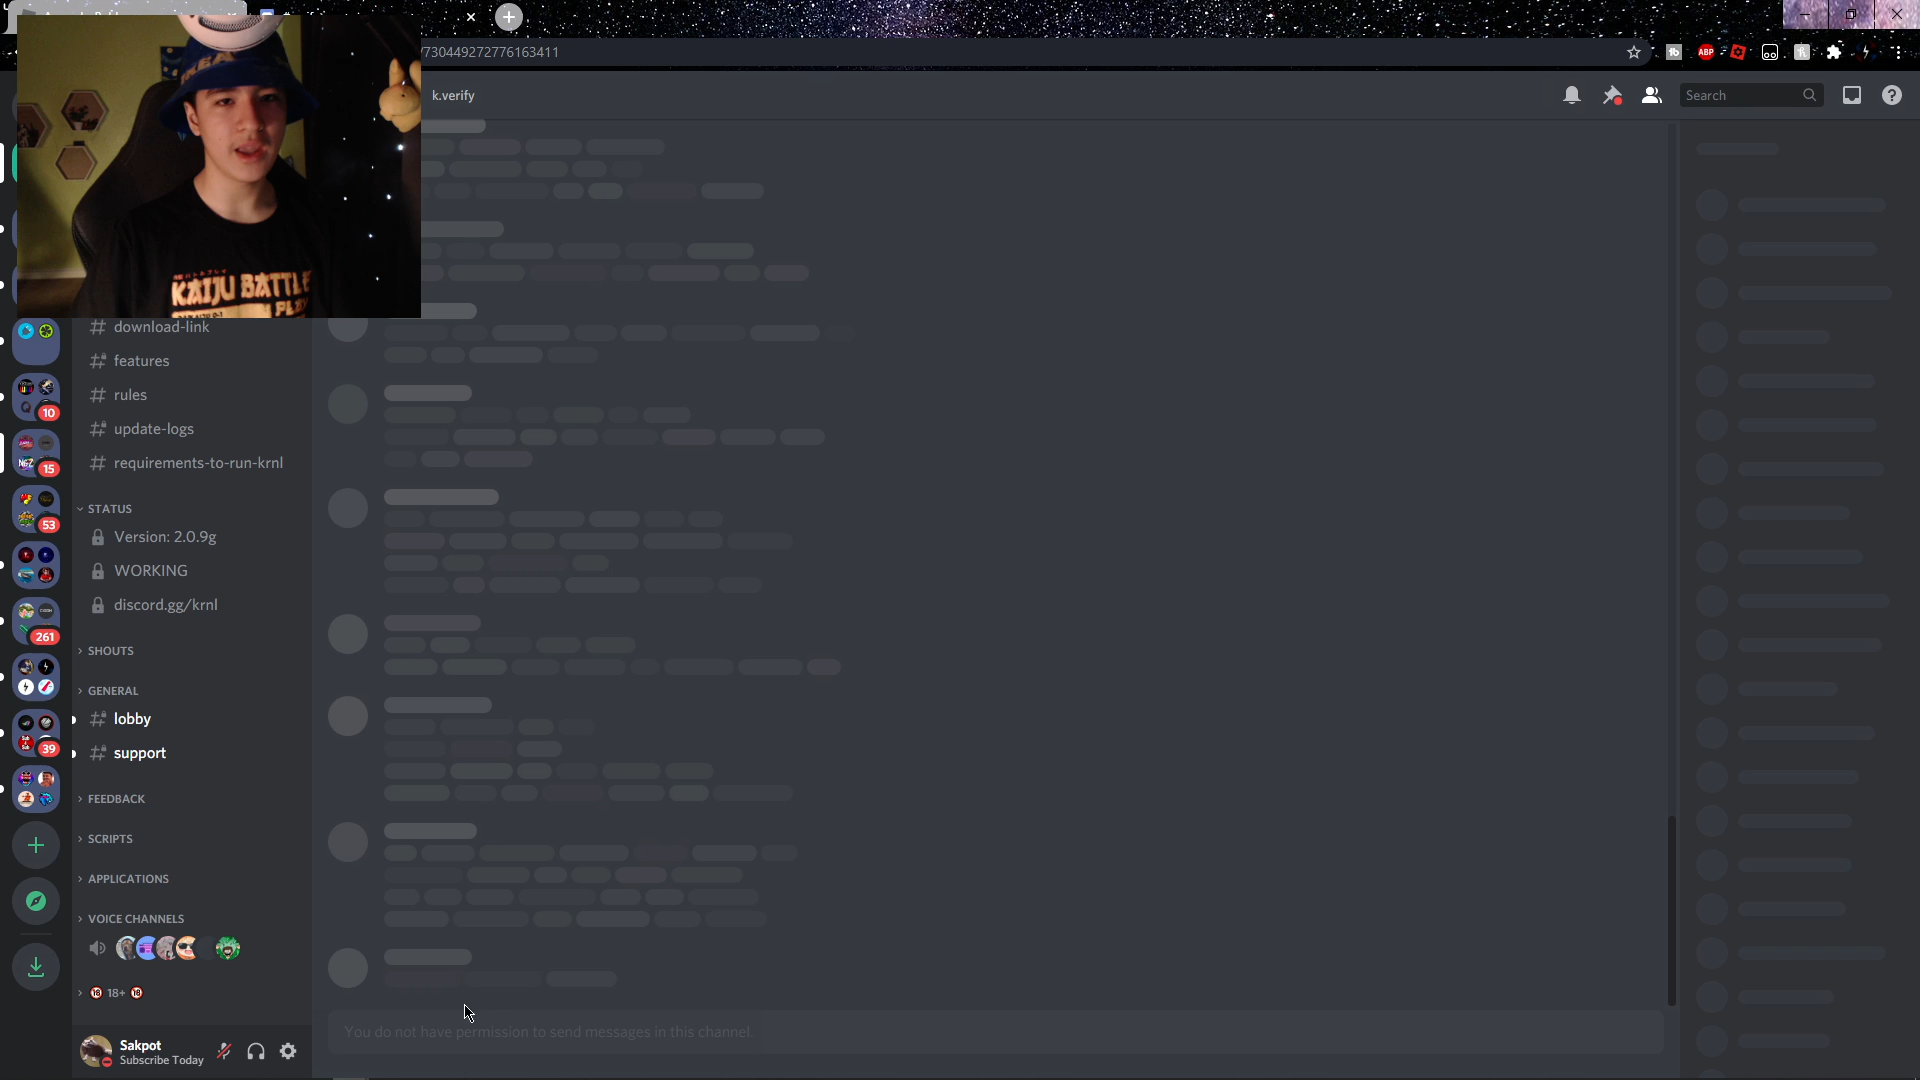 /730449272776163411
ABP
k.verify
Search
IKEA
KAIJU BATTLE
download-link
features
rules
update-logs
requirements-to-run-krnl
10
15
53
261
39
STATUS
Version: 2.0.9g
WORKING
discord.gg/krnl
SHOUTS
GENERAL
lobby
support
FEEDBACK
SCRIPTS
APPLICATIONS
VOICE CHANNELS
18+
You do not have permission to send messages in this channel.
Sakpot
Subscribe Today